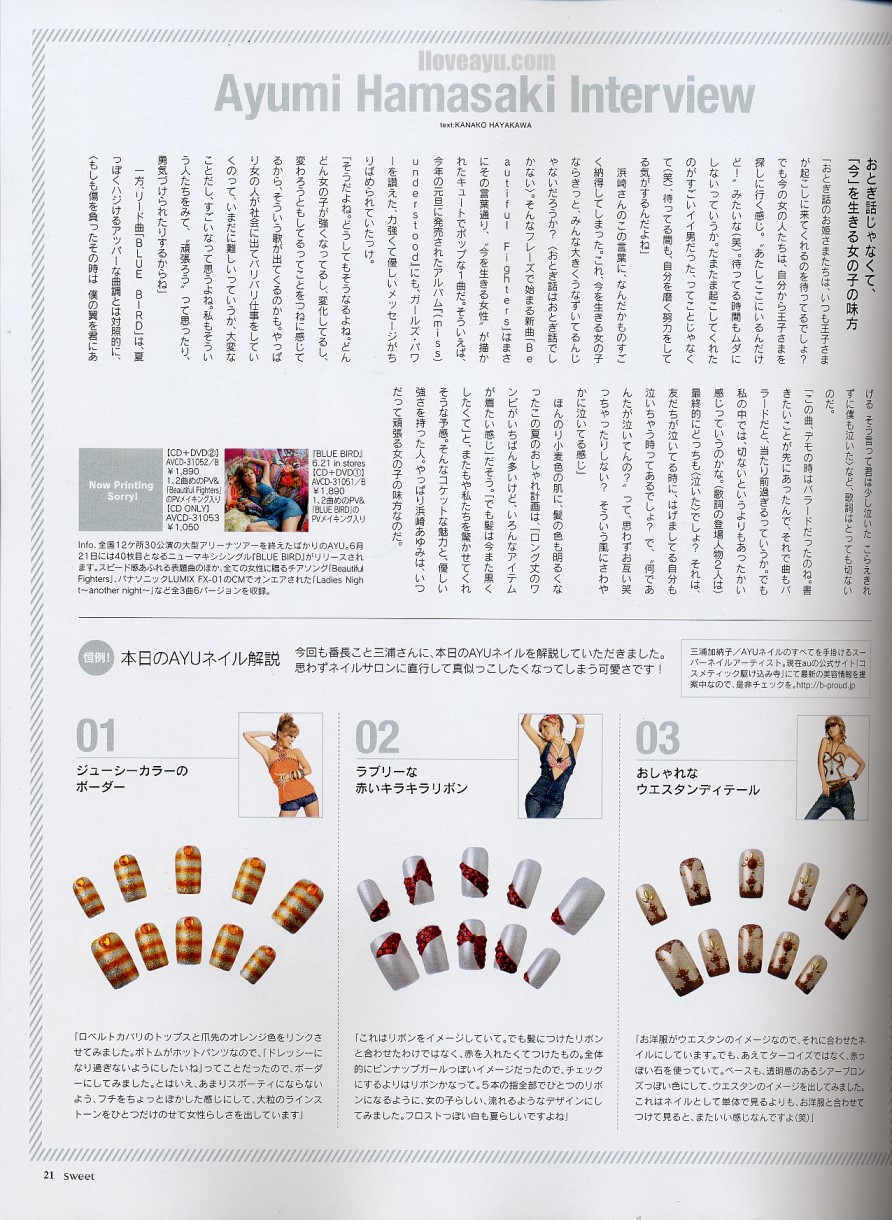 Iloveayu.com
Ayumi Hamasaki Interview
text:KANAKO HAYAKAWA
おとぎ話じゃなくて、
「今」を生きる女の子の味方
「おとぎ話のお姫さまたちは、いつも王子さま
が起こしに来てくれるのを待ってるでしょ?
でも今の女の人たちは、自分から王子さまを
探しに行く感じ。〝あたしここにいるんだけ
ど!〟みたいな(笑)。待ってる時間もムダに
しないっていうか。たまたま起こしてくれた
のがすごいイイ男だった、ってことじゃなく
て(笑)、待ってる間も、自分を磨く努力をして
る気がするんだよね」
浜崎さんのこの言葉に、なんだかものすご
く納得してしまった。これ、今を生きる女の子
ならきっと、みんな大きくうなずいてるんじ
ゃないだろうか?〈おとぎ話はおとぎ話でし
かない〉。そんなフレーズで始まる新曲「Be
autiful Fighters」はまさ
にその言葉通り、〝今を生きる女性〟が描か
れたキュートでポップな1曲だ。そういえば、
今年の元旦に発売されたアルバム『(miss)
understood』にも、ガールズ・パワ
ーを讃えた、力強くて優しいメッセージがち
りばめられていたっけ。
「そうだよね。どうしてもそうなるよね。どん
どん女の子が強くなってるし、変化してるし、
変わろうともしてるってことをつねに感じて
るから、そういう歌が出てくるのかも。やっぱ
り女の人が社会に出てバリバリ仕事をしてい
くのって、いまだに難しいっていうか、大変な
ことだし、すごいなって思うよね。私もそうい
う人たちをみて、〝頑張ろう〟って思ったり、
勇気づけられたりするからね」
一方、リード曲「BLUE BIRD」は、夏
っぽくハジけるアッパーな曲調とは対照的に、
〈もしも傷を負ったその時は 僕の翼を君にあ
げる そう言って君は少し泣いた こらえきれ
ずに僕も泣いた〉など、歌詞はとっても切ない
のだ。
「この曲、デモの時はバラードだったのね。書
きたいことが先にあったんで、それで曲もバ
ラードだと、当たり前過ぎるっていうか。でも
私の中では、切ないというよりもあったかい
感じっていうのかな。(歌詞の登場人物2人は)
最終的にどっちも〈泣いた〉でしょ? それは、
友だちが泣いてる時に、はげましてる自分も
泣いちゃう時ってあるでしょ? で、〝何であ
んたが泣いてんの?〟って、思わずお互い笑
っちゃったりしない? そういう風にさわや
かに泣いてる感じ」
ほんのり小麦色の肌に、髪の色も明るくな
ったこの夏のおしゃれ計画は、「ロング丈のワ
ンピがいちばん多いけど、いろんなアイテム
が着たい感じ」だそう。「でも髪は今また黒く
したくて」と、またもや私たちを驚かせてくれ
そうな予感。そんなコケットな魅力と、優しい
強さを持った人。やっぱり浜崎あゆみは、いつ
だって頑張る女の子の味方なのだ。
Now Printing
Sorry!
【CD+DVD②】
AVCD-31052/B
¥1,890
1、2曲めのPV&
「Beautiful Fighters」
のPVメイキング入り
【CD ONLY】
AVCD-31053
¥1,050
「BLUE BIRD」
6.21 in stores
【CD+DVD①】
AVCD-31051/B
¥1,890
1、2曲めのPV&
「BLUE BIRD」の
PVメイキング入り
Info. 全国12ケ所30公演の大型アリーナツアーを終えたばかりのAYU。6月
21日には40枚目となるニューマキシシングル「BLUE BIRD」がリリースされ
ます。スピード感あふれる表題曲のほか、全ての女性に贈るチアソング「Beautiful
Fighters」、パナソニックLUMIX FX-01のCMでオンエアされた「Ladies Nigh
t〜another night〜」など全3曲6バージョンを収録。
恒例!
本日のAYUネイル解説
今回も番長こと三浦さんに、本日のAYUネイルを解説していただきました。
思わずネイルサロンに直行して真似っこしたくなってしまう可愛さです!
三浦加納子/AYUネイルのすべてを手掛けるスー
パーネイルアーティスト。現在auの公式サイト「コ
スメティック駆け込み寺」にて最新の美容情報を提
案中なので、是非チェックを。http://b-proud.jp
01
ジューシーカラーの
ボーダー
02
ラブリーな
赤いキラキラリボン
03
おしゃれな
ウエスタンディテール
「ロベルトカバリのトップスと爪先のオレンジ色をリンクさ
せてみました。ボトムがホットパンツなので、「ドレッシーに
なり過ぎないようにしたいね」ってことだったので、ボーダ
ーにしてみました。とはいえ、あまりスポーティにならない
よう、フチをちょっとぼかした感じにして、大粒のラインス
トーンをひとつだけのせて女性らしさを出しています」
「これはリボンをイメージしていて。でも髪につけたリボン
と合わせたわけではなく、赤を入れたくてつけたもの。全体
的にピンナップガールっぽいイメージだったので、チェック
にするよりはリボンかなって。5本の指全部でひとつのリボ
ンになるように、女の子らしい、流れるようなデザインにし
てみました。フロストっぽい白も夏らしいですよね」
「お洋服がウエスタンのイメージなので、それに合わせたネ
イルにしています。でも、あえてターコイズではなく、赤っ
ぽい石を使っていて。ベースも、透明感のあるシアーブロン
ズっぽい色にして、ウエスタンのイメージを出してみました。
これはネイルとして単体で見るよりも、お洋服と合わせて
つけて見ると、またいい感じなんですよ(笑)」
21 Sweet